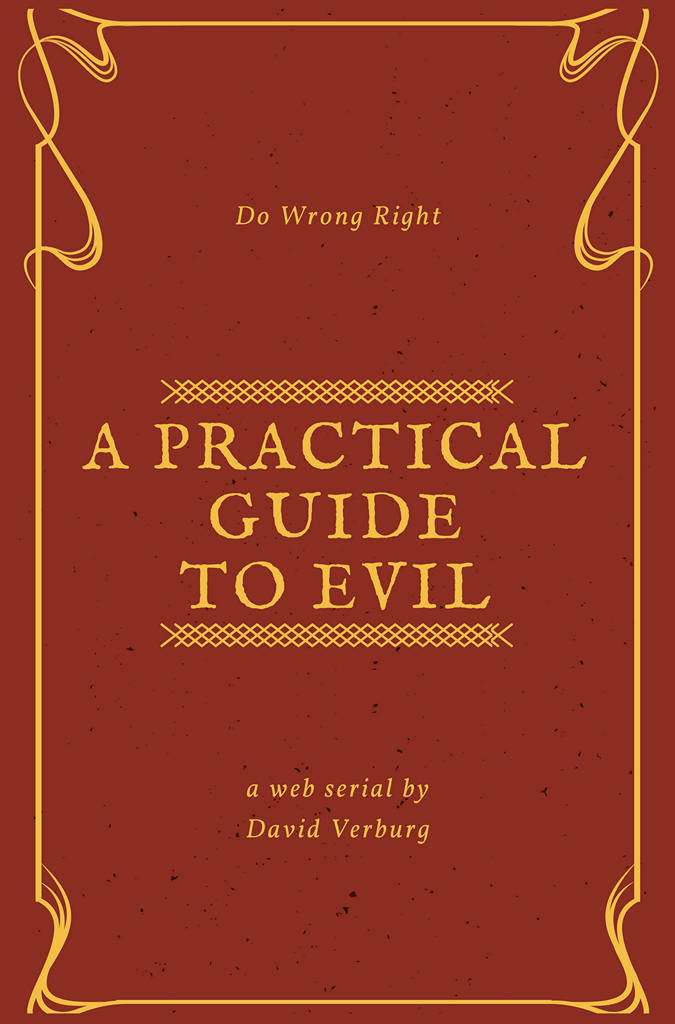 Do Wrong Right
A PRACTICAL
GUIDE
TO EVIL
a web serial by
David Verburg